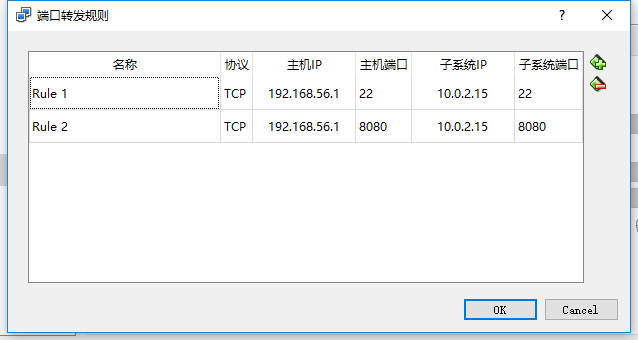 端口转发规则
名称 协议 主机IP 主机端口 子系统IP 子系统端口
Rule 1 TCP 192.168.56.1 22 10.0.2.15 22
Rule 2 TCP 192.168.56.1 8080 10.0.2.15 8080
OK Cancel